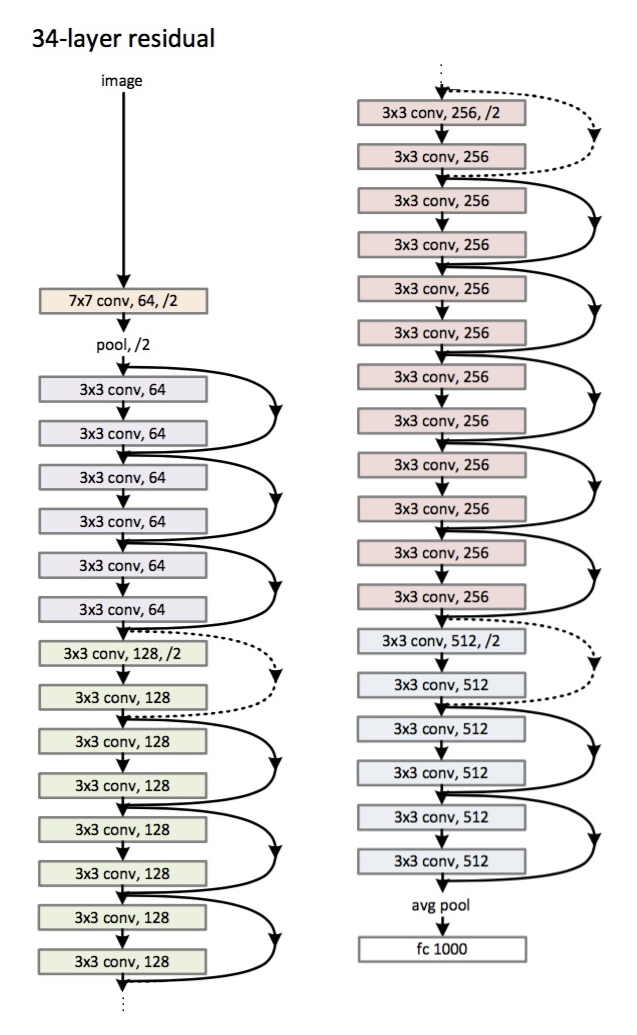 34-layer residual
image
7x7 conv, 64, /2
pool, /2
3x3 conv, 64
3x3 conv, 64
3x3 conv, 64
3x3 conv, 64
3x3 conv, 64
3x3 conv, 64
3x3 conv, 128, /2
3x3 conv, 128
3x3 conv, 128
3x3 conv, 128
3x3 conv, 128
3x3 conv, 128
3x3 conv, 128
3x3 conv, 128
3x3 conv, 256, /2
3x3 conv, 256
3x3 conv, 256
3x3 conv, 256
3x3 conv, 256
3x3 conv, 256
3x3 conv, 256
3x3 conv, 256
3x3 conv, 256
3x3 conv, 256
3x3 conv, 256
3x3 conv, 256
3x3 conv, 512, /2
3x3 conv, 512
3x3 conv, 512
3x3 conv, 512
3x3 conv, 512
3x3 conv, 512
avg pool
fc 1000